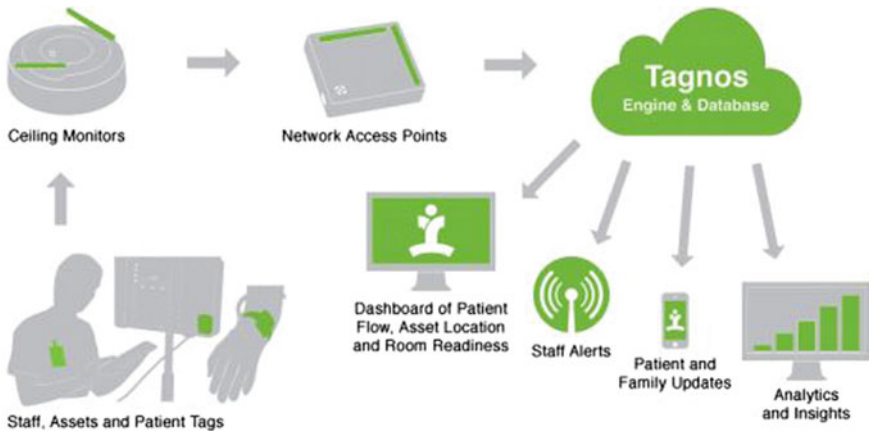 Tagnos
Engine & Database
Ceiling Monitors
Network Access Points
Dashboard of Patient
Flow, Asset Location
and Room Readiness
Staff Alerts
Patient and
Family Updates
Analytics
and Insights
Staff, Assets and Patient Tags